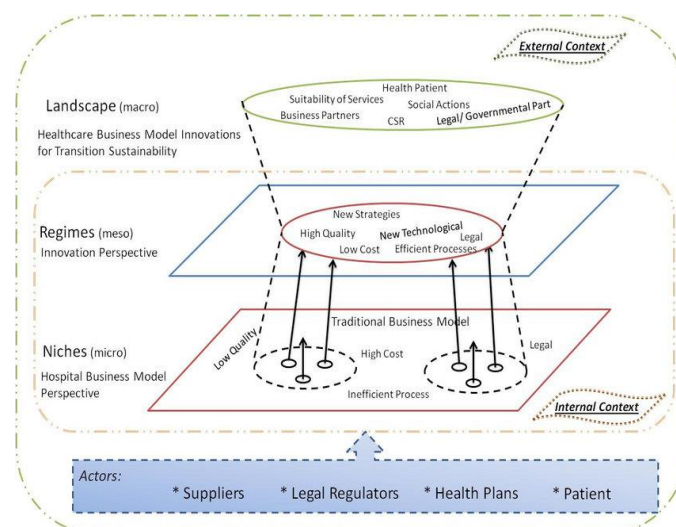 External Context
Landscape (macro)
Healthcare Business Model Innovations
for Transition Sustainability
Health Patient
Suitability of Services
Social Actions
Business Partners
CSR
Legal/ Governmental Part
Regimes (meso)
Innovation Perspective
New Strategies
High Quality
New Technological
Legal
Low Cost
Efficient Processes
Niches (micro)
Hospital Business Model
Perspective
Traditional Business Model
Low Quality
High Cost
Legal
Inefficient Process
Internal Context
Actors:
* Suppliers * Legal Regulators * Health Plans * Patient